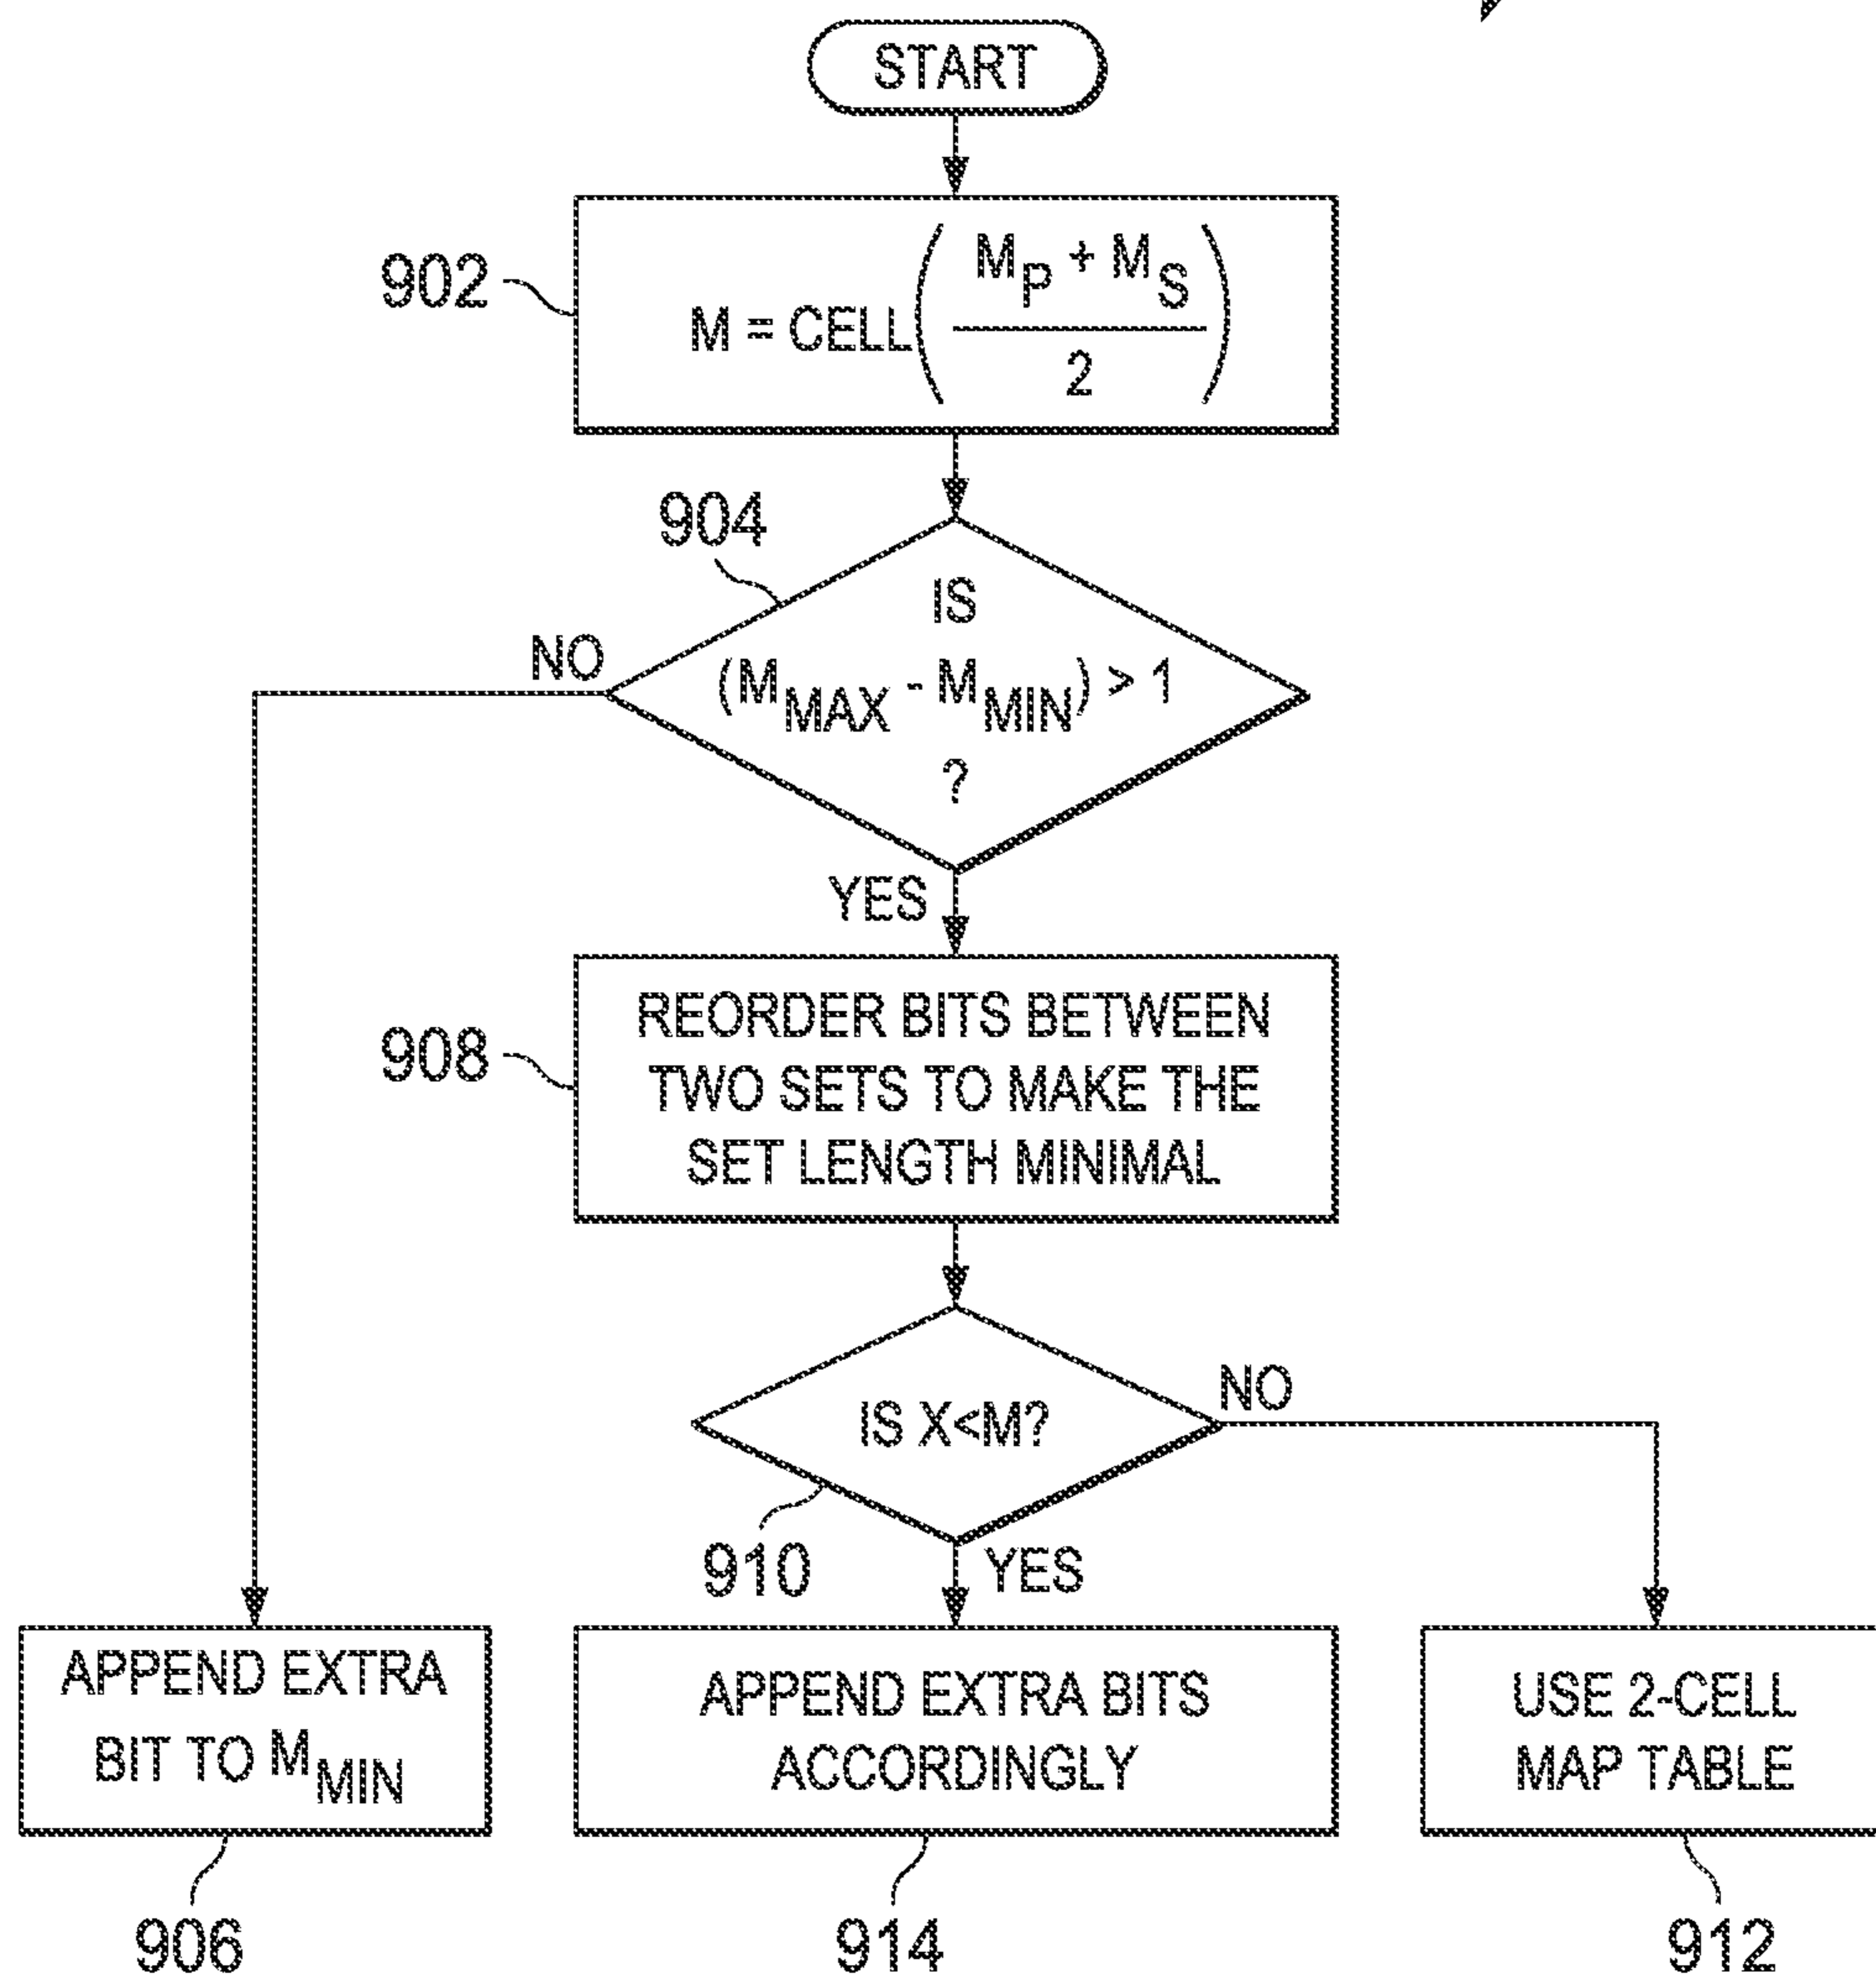 START
902
M = CELL( (M_P + M_S) / 2 )
904
IS
(M_MAX - M_MIN) > 1
?
NO
YES
908
REORDER BITS BETWEEN
TWO SETS TO MAKE THE
SET LENGTH MINIMAL
IS X<M?
NO
910
YES
APPEND EXTRA
BIT TO M_MIN
APPEND EXTRA BITS
ACCORDINGLY
USE 2-CELL
MAP TABLE
906
914
912